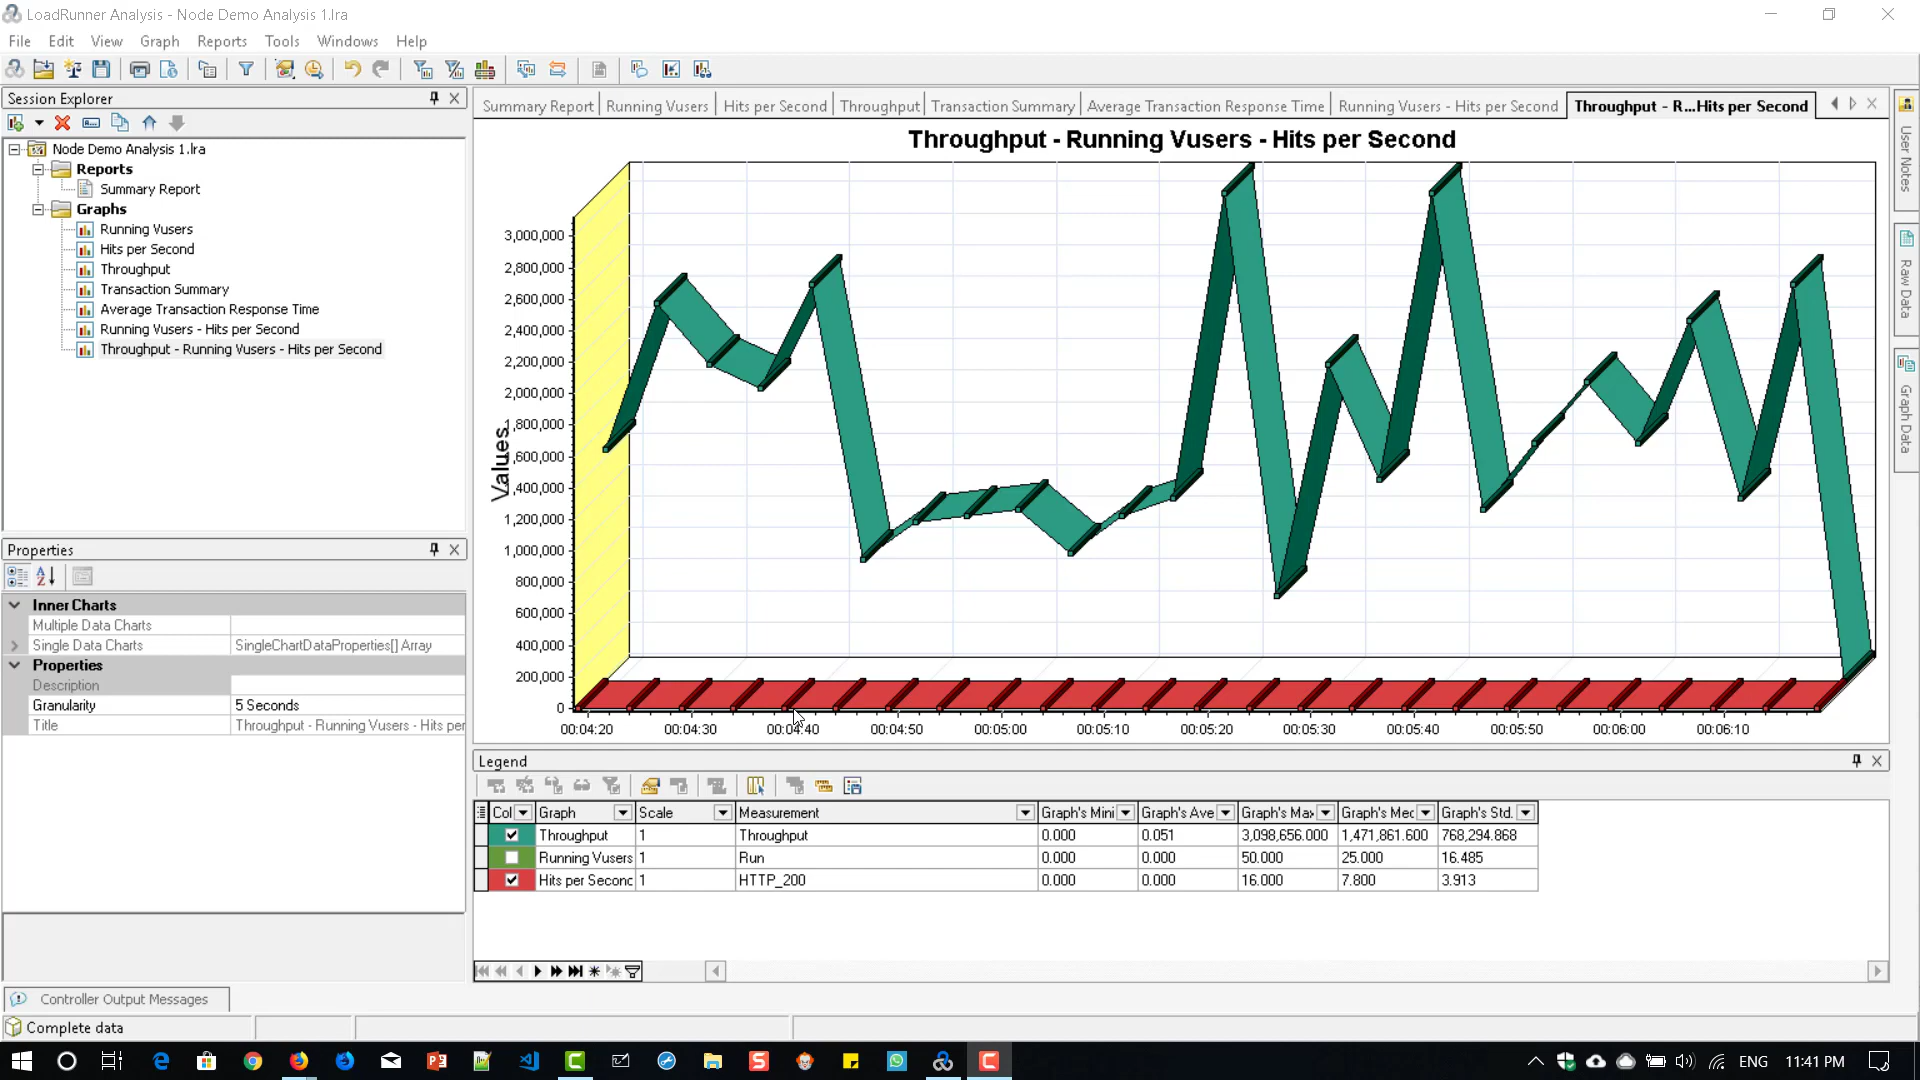 LoadRunner Analysis - Node Demo Analysis 1.lra
File Edit View Graph Reports Tools Windows Help
Session Explorer
Node Demo Analysis 1.lra
Reports
Summary Report
Graphs
Running Vusers
Hits per Second
Throughput
Transaction Summary
Average Transaction Response Time
Running Vusers - Hits per Second
Throughput - Running Vusers - Hits per Second
Properties
Inner Charts
Multiple Data Charts
Single Data Charts SingleChartDataProperties[] Array
Properties
Description
Granularity 5 Seconds
Title Throughput - Running Vusers - Hits per
Summary Report Running Vusers Hits per Second Throughput Transaction Summary Average Transaction Response Time Running Vusers - Hits per Second Throughput - R...Hits per Second
Throughput - Running Vusers - Hits per Second
Values
3,000,000
2,800,000
2,600,000
2,400,000
2,200,000
2,000,000
,800,000
,600,000
,400,000
1,200,000
1,000,000
800,000
600,000
400,000
200,000
0
00:04:20 00:04:30 00:04:40 00:04:50 00:05:00 00:05:10 00:05:20 00:05:30 00:05:40 00:05:50 00:06:00 00:06:10
User Notes
Raw Data
Graph Data
Legend
Col Graph Scale Measurement Graph's Mini Graph's Ave Graph's Max Graph's Mec Graph's Std.
Throughput 1 Throughput 0.000 0.051 3,098,656.000 1,471,861.600 768,294.868
Running Vusers 1 Run 0.000 0.000 50.000 25.000 16.485
Hits per Seconc 1 HTTP_200 0.000 0.000 16.000 7.800 3.913
Controller Output Messages
Complete data
ENG 11:41 PM